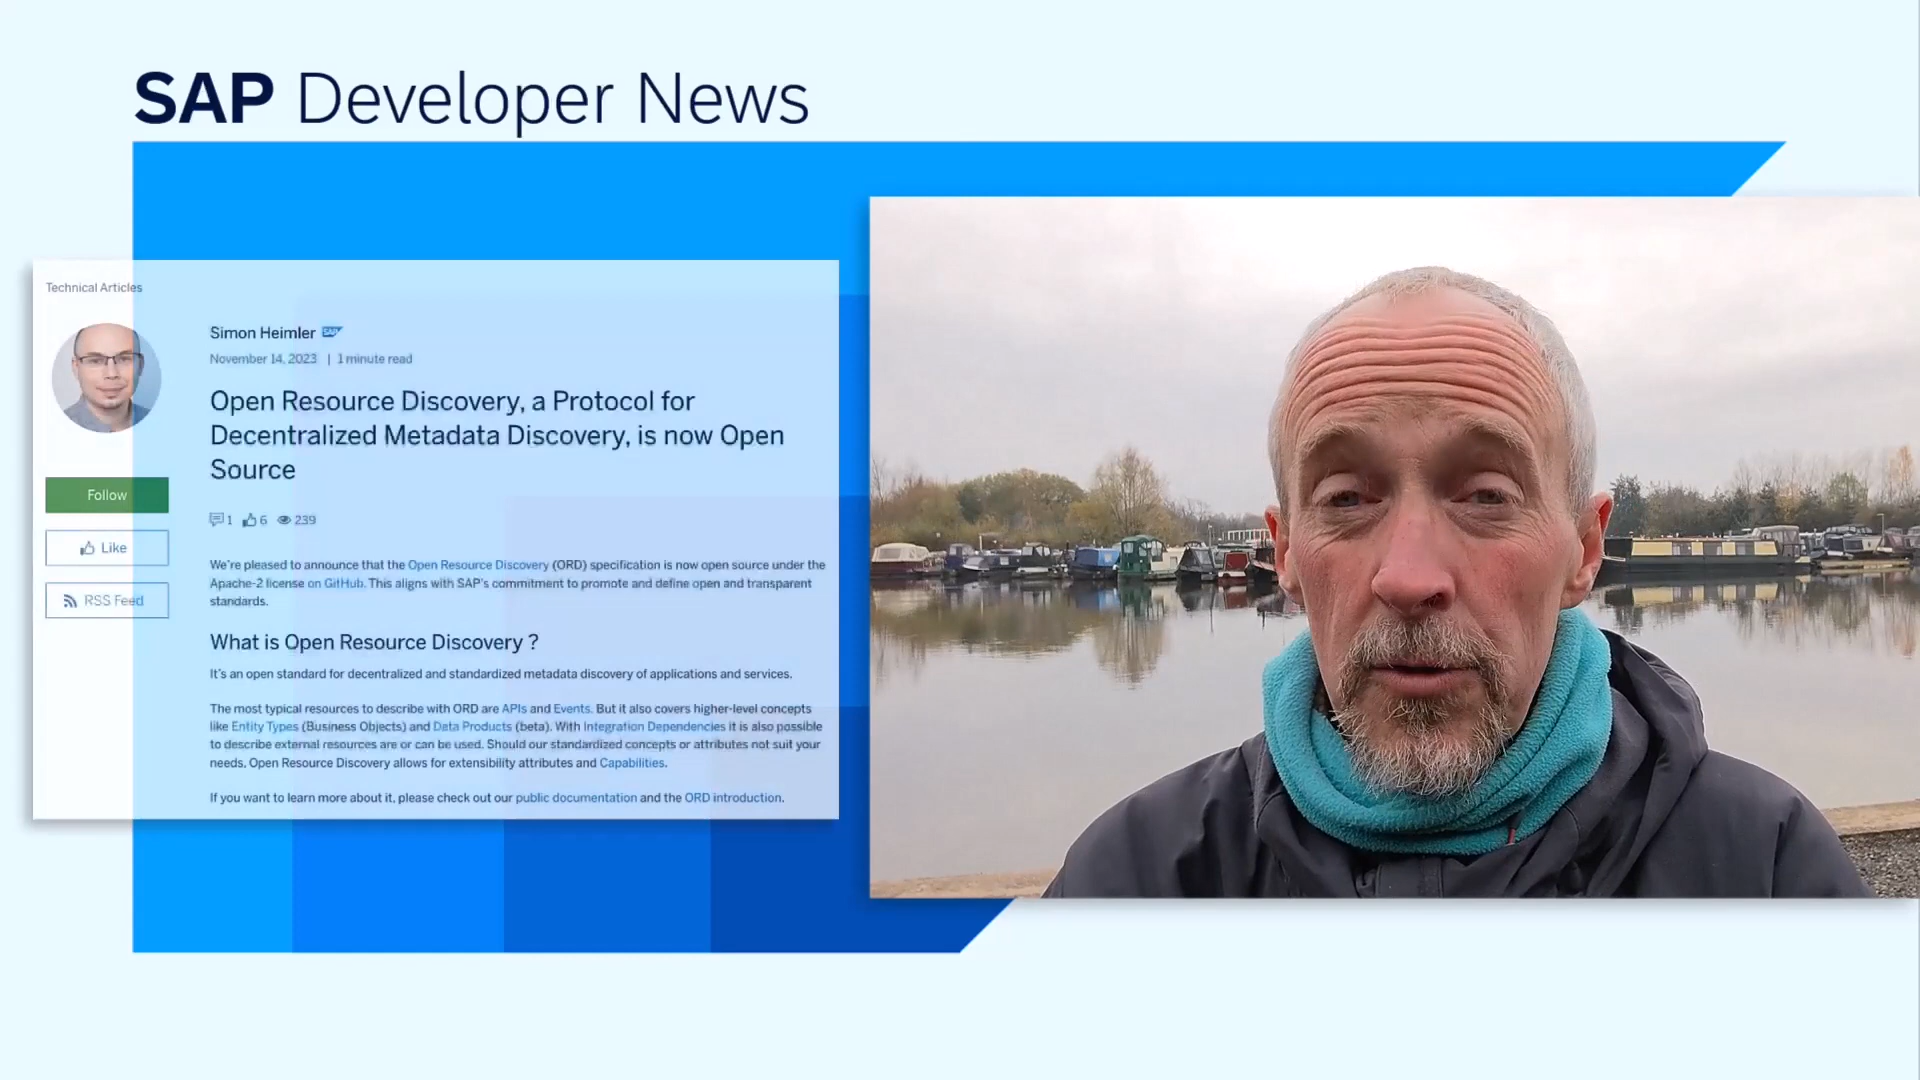 SAP Developer News
Technical Articles
Simon Heimler SAP
November 14, 2023 | 1 minute read
Open Resource Discovery, a Protocol for
Decentralized Metadata Discovery, is now Open
Source
1 6 239
Follow
Like
RSS Feed
We're pleased to announce that the Open Resource Discovery (ORD) specification is now open source under the
Apache-2 license on GitHub. This aligns with SAP's commitment to promote and define open and transparent
standards.
What is Open Resource Discovery ?
It's an open standard for decentralized and standardized metadata discovery of applications and services.
The most typical resources to describe with ORD are APIs and Events. But it also covers higher-level concepts
like Entity Types (Business Objects) and Data Products (beta). With Integration Dependencies it is also possible
to describe external resources are or can be used. Should our standardized concepts or attributes not suit your
needs, Open Resource Discovery allows for extensibility attributes and Capabilities.
If you want to learn more about it, please check out our public documentation and the ORD introduction.